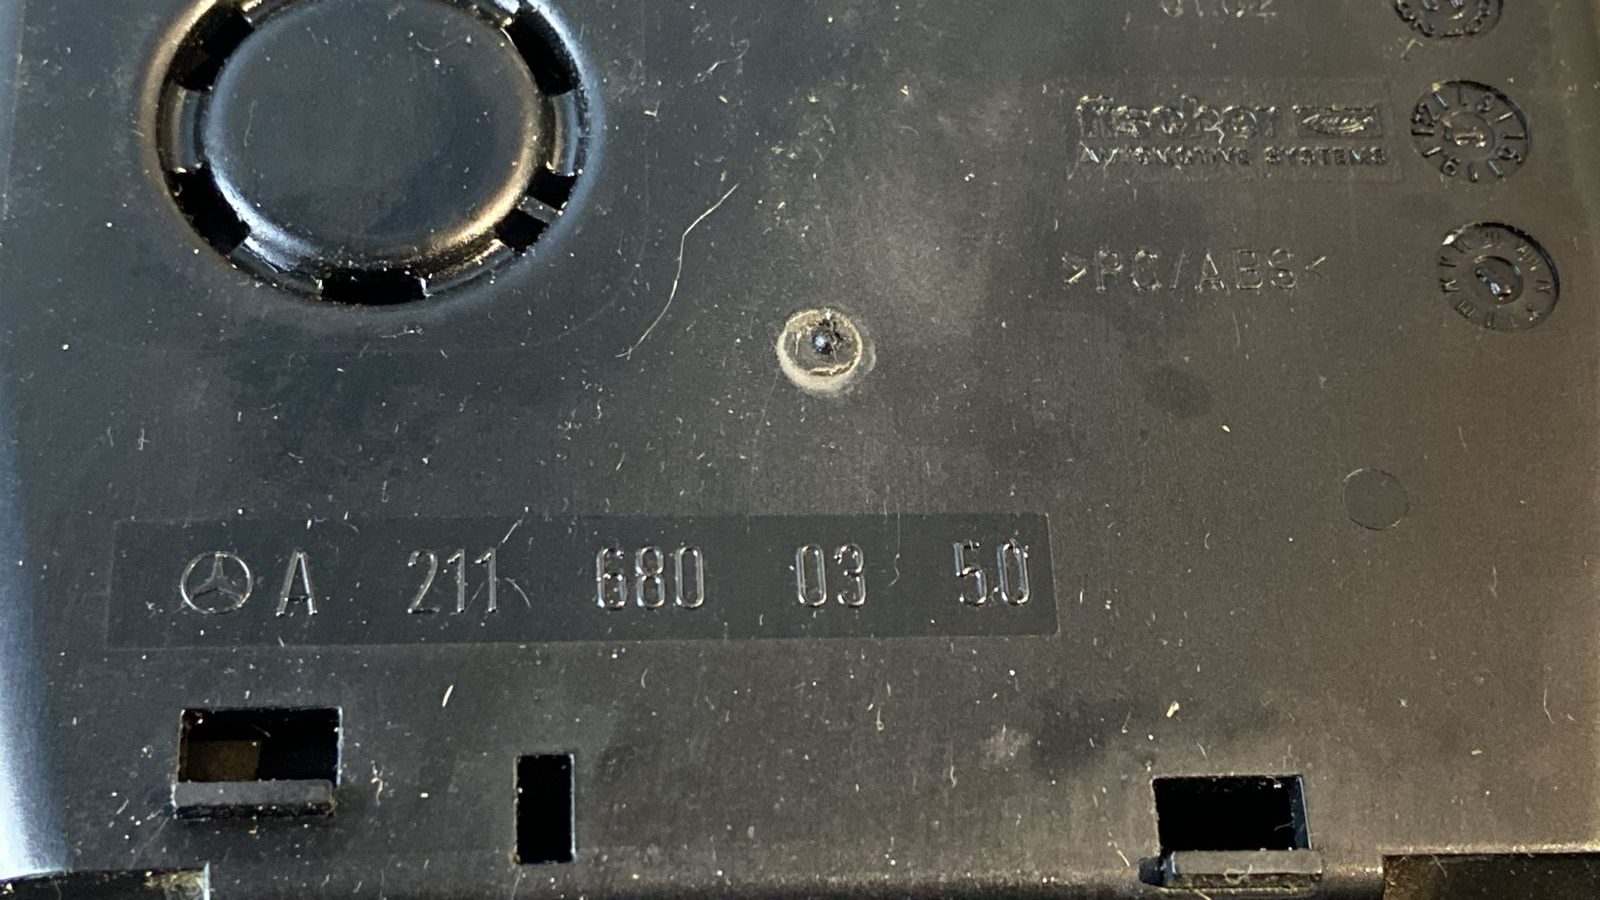 fischer
AUTOMOTIVE SYSTEMS
>PC/ABS<
A 211 680 03 50